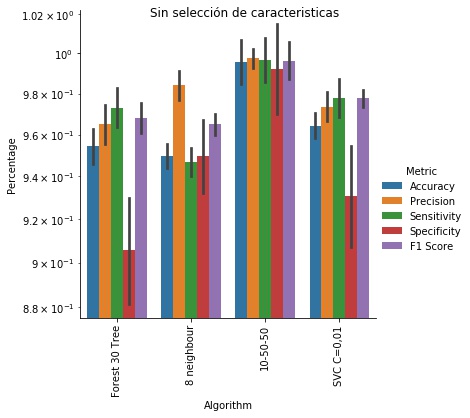 Sin selección de caracteristicas
1.02 × 10⁰
10⁰
9.8 × 10⁻¹
9.6 × 10⁻¹
9.4 × 10⁻¹
9.2 × 10⁻¹
9 × 10⁻¹
8.8 × 10⁻¹
Percentage
Forest 30 Tree
8 neighbour
10-50-50
SVC C=0,01
Algorithm
Metric
Accuracy
Precision
Sensitivity
Specificity
F1 Score